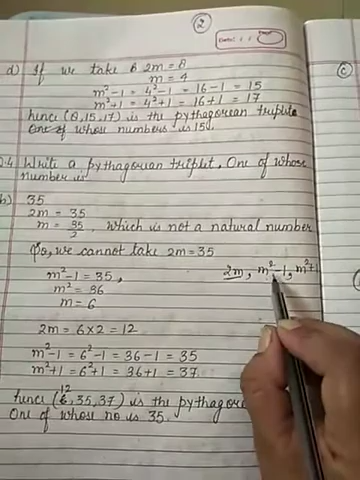 2
d) If we take 2m = 8
m = 4
m² - 1 = 4² - 1 = 16 - 1 = 15
m² + 1 = 4² + 1 = 16 + 1 = 17
hence (8, 15, 17) is the pythagorean triplet
One of whose numbers is 15.
Q.4 Write a pythagorean triplet. One of whose
number is
b) 35
2m = 35
m = 35/2, which is not a natural number
So, we cannot take 2m = 35
m² - 1 = 35,
m² = 36
m = 6
2m, m² - 1, m² + 1
2m = 6 × 2 = 12
m² - 1 = 6² - 1 = 36 - 1 = 35
m² + 1 = 6² + 1 = 36 + 1 = 37
hence (12, 35, 37) is the pythagore
One of whose no is 35.
c)